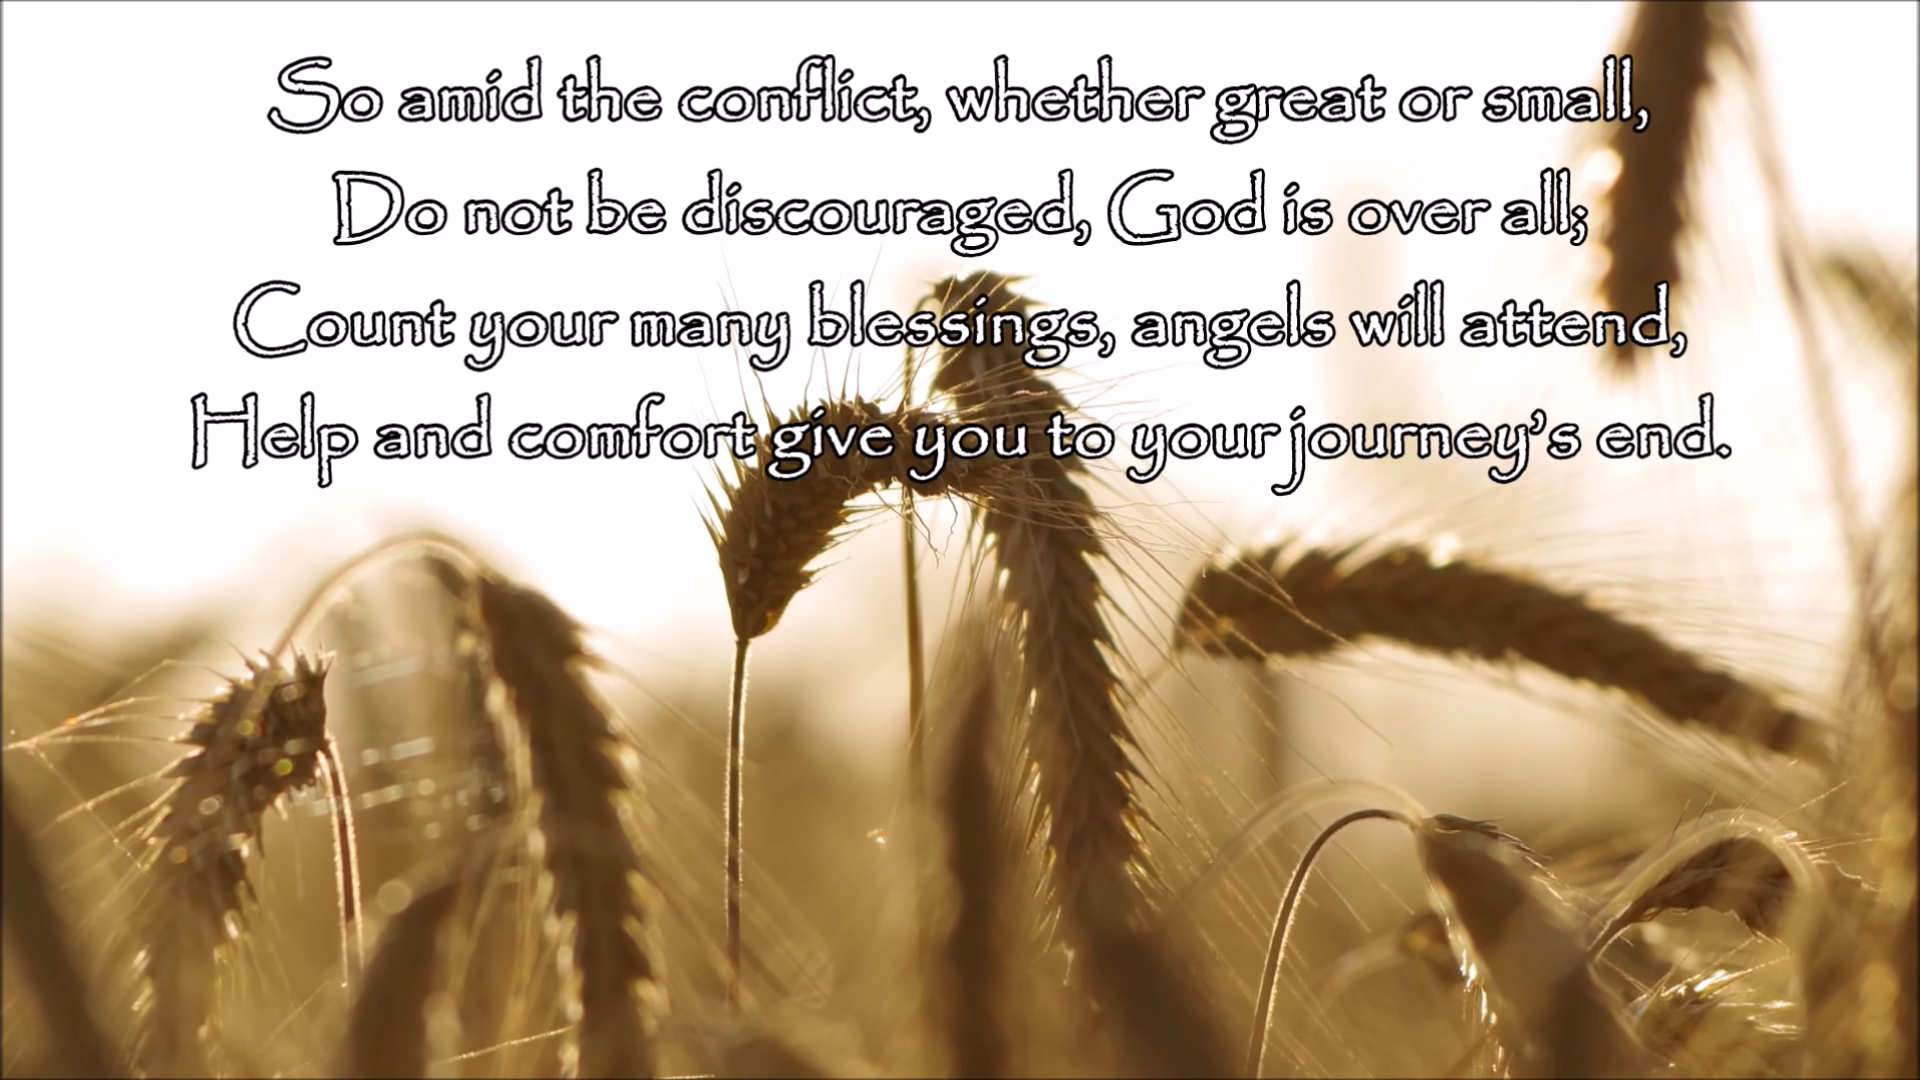 So amid the conflict, whether great or small,
Do not be discouraged, God is over all;
Count your many blessings, angels will attend,
Help and comfort give you to your journey’s end.